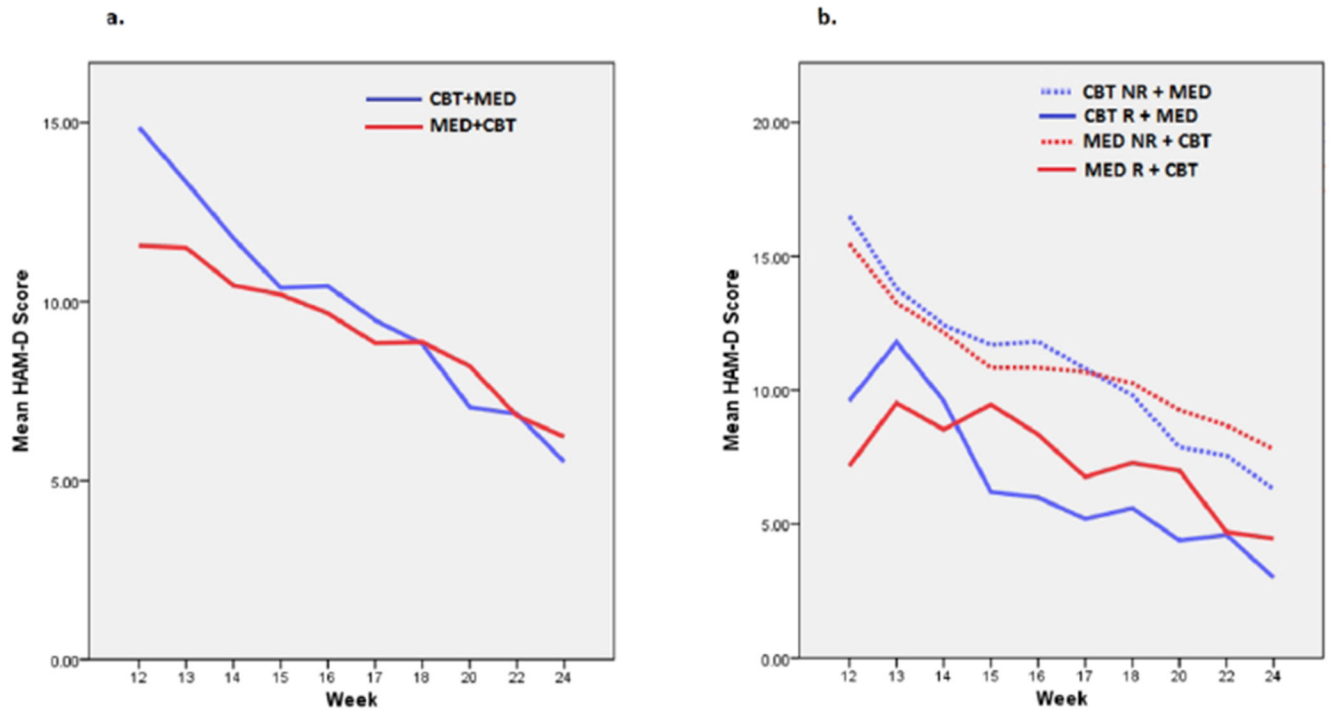 a.
CBT+MED
MED+CBT
15.00
10.00
5.00
0.00
Mean HAM-D Score
12 13 14 15 16 17 18 20 22 24
Week
b.
CBT NR + MED
CBT R + MED
MED NR + CBT
MED R + CBT
20.00
15.00
10.00
5.00
0.00
Mean HAM-D Score
12 13 14 15 16 17 18 20 22 24
Week